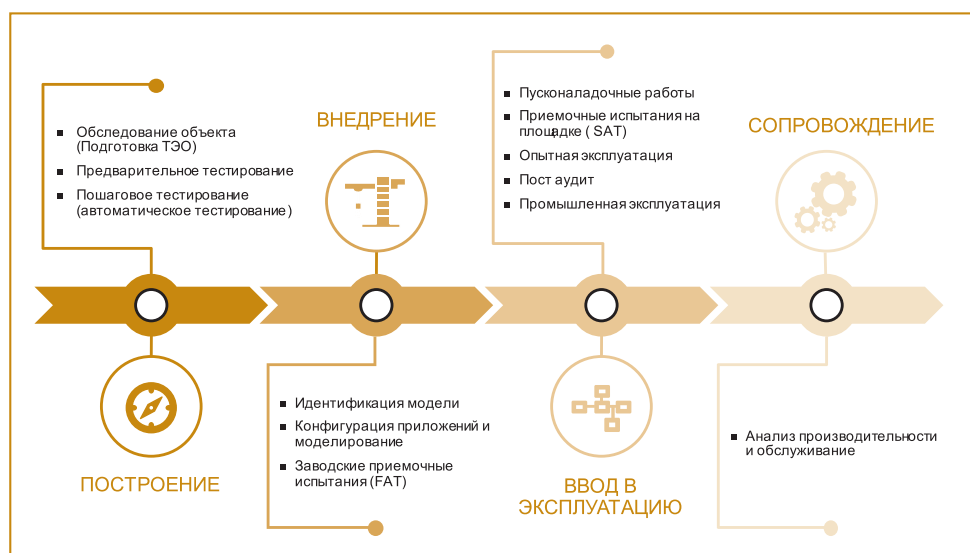 Обследование объекта
(Подготовка ТЭО)
Предварительное тестирование
Пошаговое тестирование
(автоматическое тестирование)
ПОСТРОЕНИЕ
ВНЕДРЕНИЕ
Идентификация модели
Конфигурация приложений и
моделирование
Заводские приемочные
испытания (FAT)
Пусконаладочные работы
Приемочные испытания на
площадке ( SAT)
Опытная эксплуатация
Пост аудит
Промышленная эксплуатация
ВВОД В
ЭКСПЛУАТАЦИЮ
СОПРОВОЖДЕНИЕ
Анализ производительности
и обслуживание